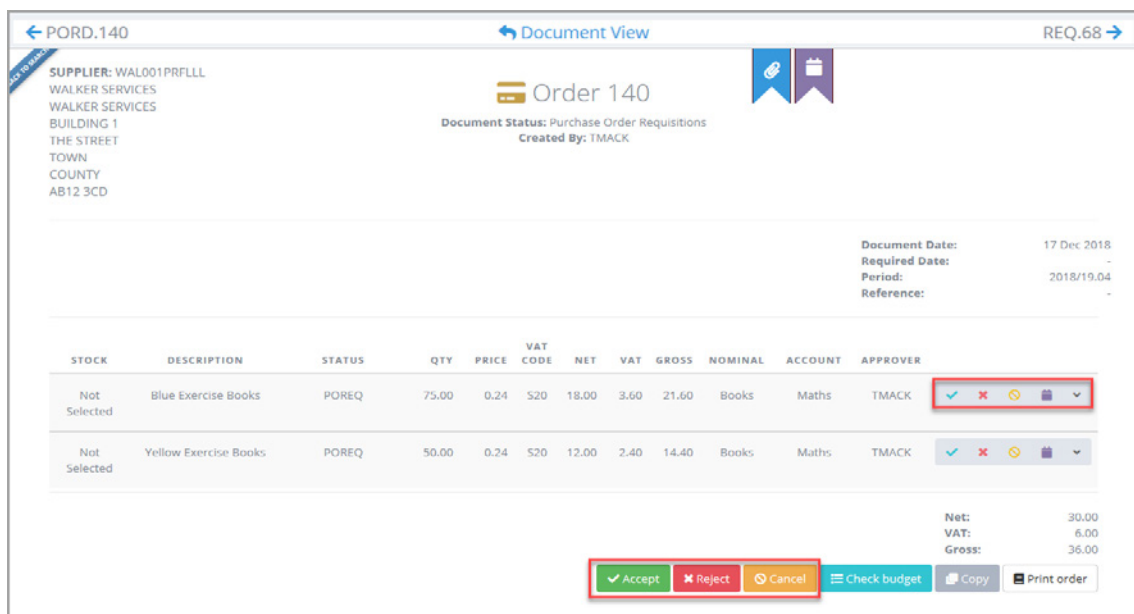 PORD.140
Document View
REQ.68
BACK TO SEARCH
SUPPLIER: WAL001PRFLLL
WALKER SERVICES
WALKER SERVICES
BUILDING 1
THE STREET
TOWN
COUNTY
AB12 3CD
Order 140
Document Status: Purchase Order Requisitions
Created By: TMACK
Document Date: 17 Dec 2018
Required Date: -
Period: 2018/19.04
Reference: -
STOCK DESCRIPTION STATUS QTY PRICE VAT CODE NET VAT GROSS NOMINAL ACCOUNT APPROVER
Not Selected Blue Exercise Books POREQ 75.00 0.24 S20 18.00 3.60 21.60 Books Maths TMACK
Not Selected Yellow Exercise Books POREQ 50.00 0.24 S20 12.00 2.40 14.40 Books Maths TMACK
Net: 30.00
VAT: 6.00
Gross: 36.00
Accept Reject Cancel Check budget Copy Print order